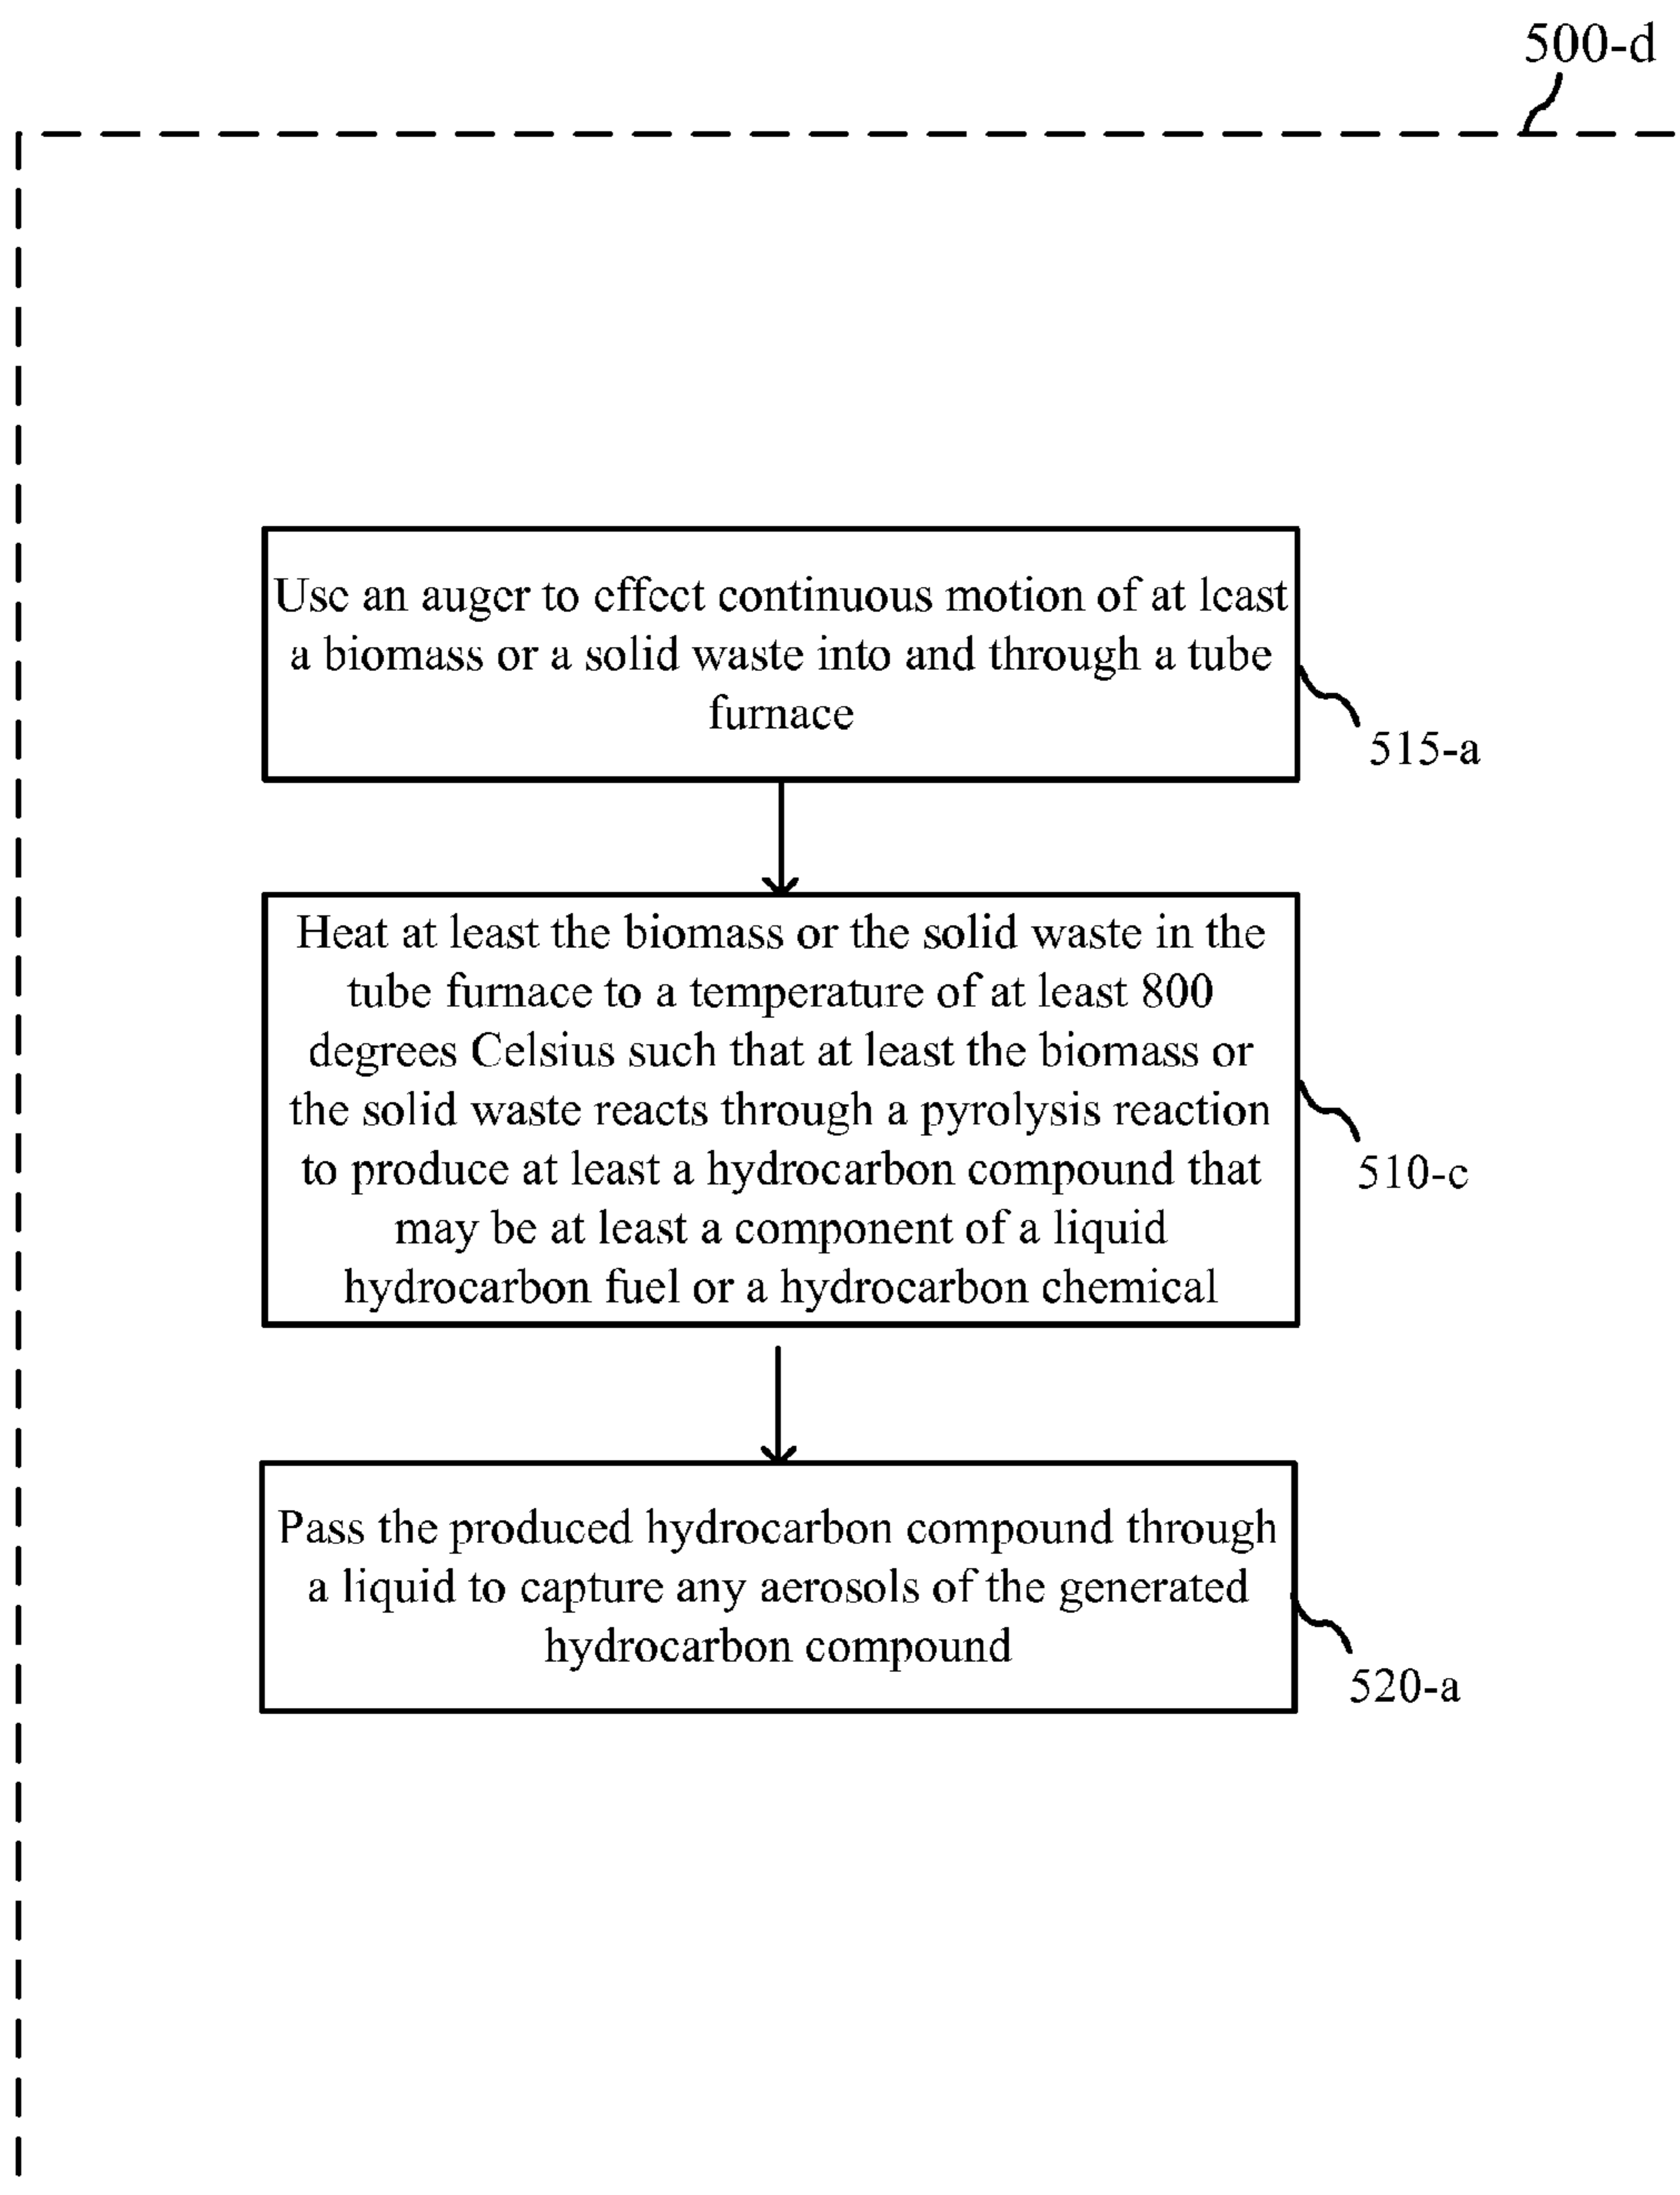 500-d
Use an auger to effect continuous motion of at least
a biomass or a solid waste into and through a tube
furnace
515-a
Heat at least the biomass or the solid waste in the
tube furnace to a temperature of at least 800
degrees Celsius such that at least the biomass or
the solid waste reacts through a pyrolysis reaction
to produce at least a hydrocarbon compound that
may be at least a component of a liquid
hydrocarbon fuel or a hydrocarbon chemical
510-c
Pass the produced hydrocarbon compound through
a liquid to capture any aerosols of the generated
hydrocarbon compound
520-a